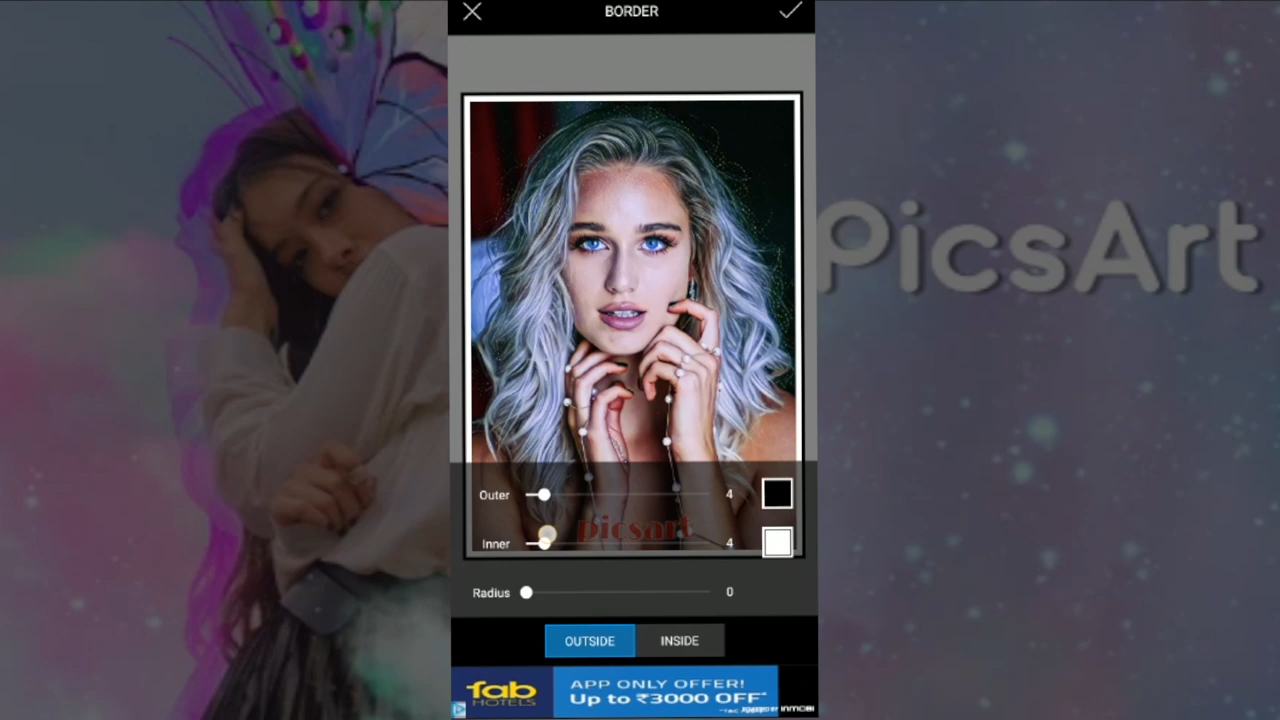 BORDER
PicsArt
Outer 4
picsart
Inner 4
Radius 0
OUTSIDE INSIDE
fab
HOTELS
APP ONLY OFFER!
Up to ₹3000 OFF*
INMOBI